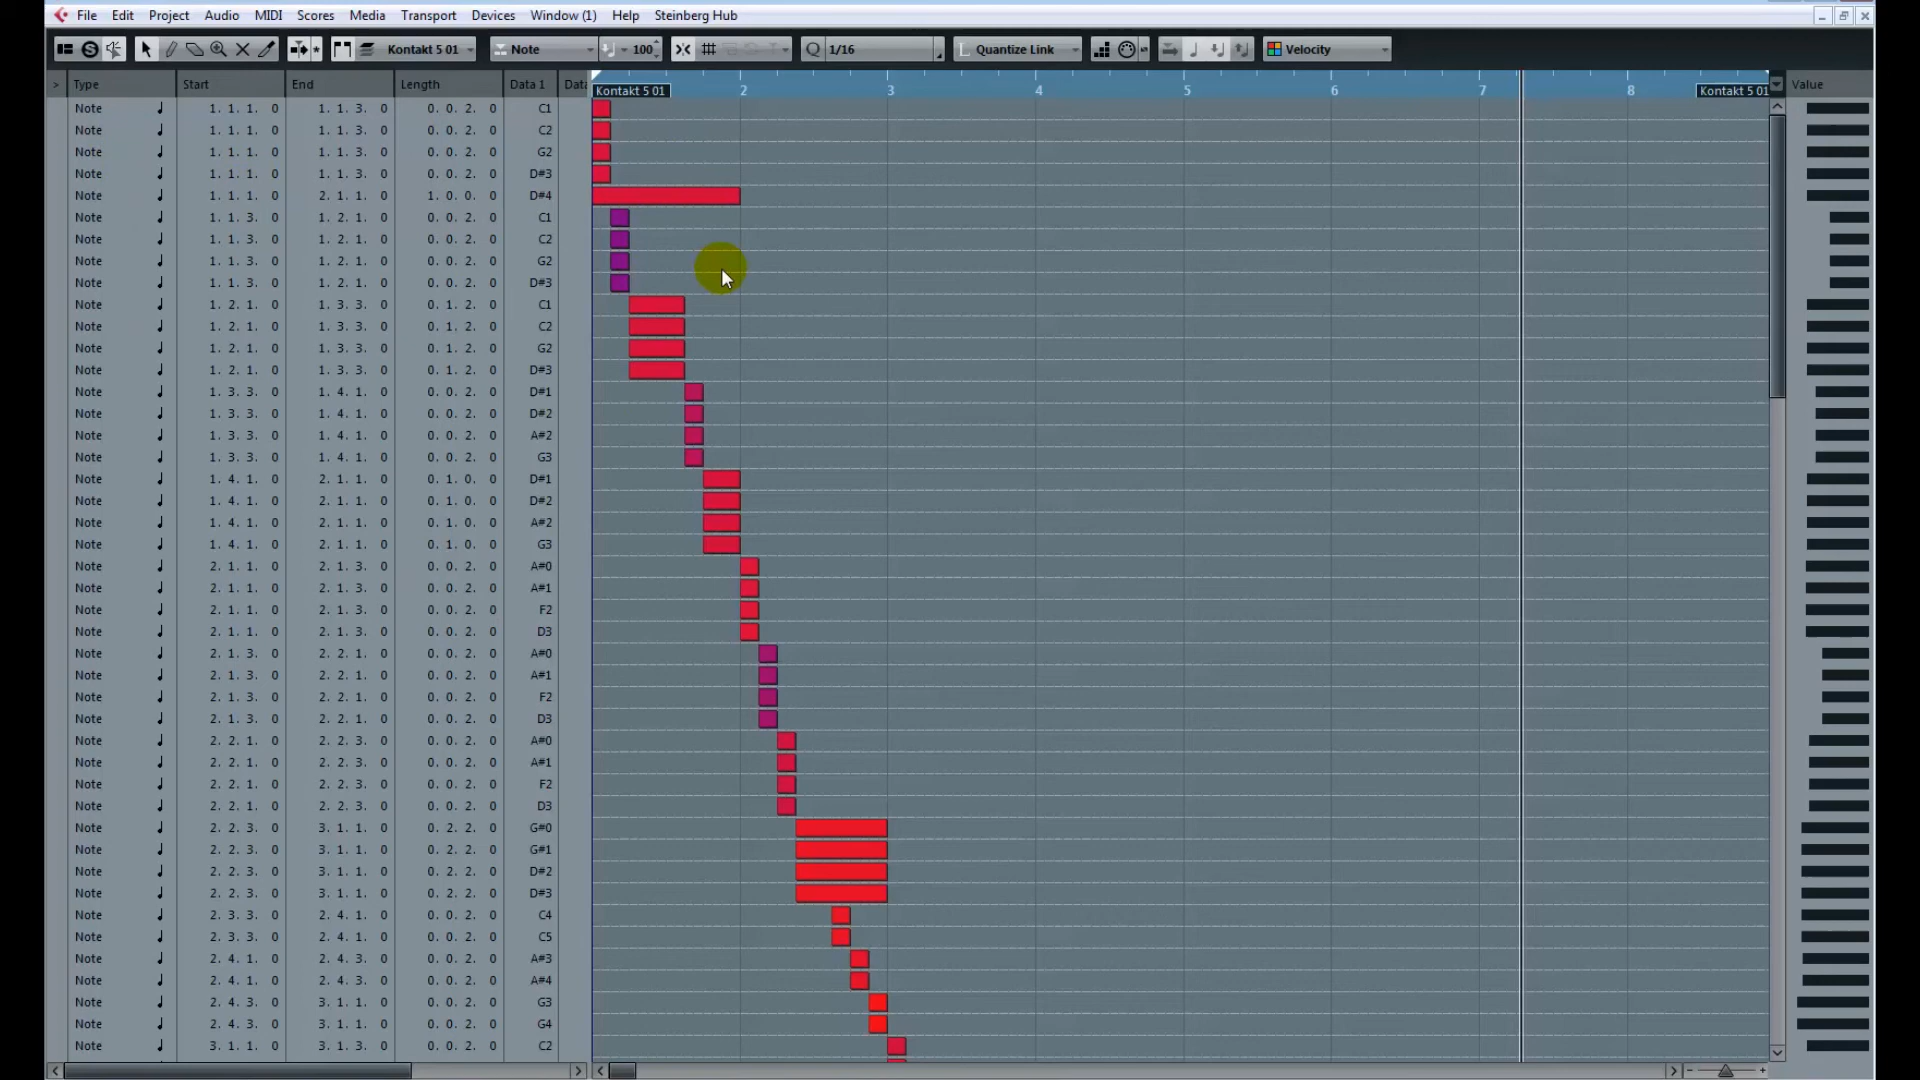 File Edit Project Audio MIDI Scores Media Transport Devices Window (1) Help Steinberg Hub
Kontakt 5 01 Note 100 Q 1/16 Quantize Link Velocity
> Type Start End Length Data 1 Data Kontakt 5 01 2 3 4 5 6 7 8 Kontakt 5 01 Value
Note 1. 1. 1. 0 1. 1. 3. 0 0. 0. 2. 0 C1
Note 1. 1. 1. 0 1. 1. 3. 0 0. 0. 2. 0 C2
Note 1. 1. 1. 0 1. 1. 3. 0 0. 0. 2. 0 G2
Note 1. 1. 1. 0 1. 1. 3. 0 0. 0. 2. 0 D#3
Note 1. 1. 1. 0 2. 1. 1. 0 1. 0. 0. 0 D#4
Note 1. 1. 3. 0 1. 2. 1. 0 0. 0. 2. 0 C1
Note 1. 1. 3. 0 1. 2. 1. 0 0. 0. 2. 0 C2
Note 1. 1. 3. 0 1. 2. 1. 0 0. 0. 2. 0 G2
Note 1. 1. 3. 0 1. 2. 1. 0 0. 0. 2. 0 D#3
Note 1. 2. 1. 0 1. 3. 3. 0 0. 1. 2. 0 C1
Note 1. 2. 1. 0 1. 3. 3. 0 0. 1. 2. 0 C2
Note 1. 2. 1. 0 1. 3. 3. 0 0. 1. 2. 0 G2
Note 1. 2. 1. 0 1. 3. 3. 0 0. 1. 2. 0 D#3
Note 1. 3. 3. 0 1. 4. 1. 0 0. 0. 2. 0 D#1
Note 1. 3. 3. 0 1. 4. 1. 0 0. 0. 2. 0 D#2
Note 1. 3. 3. 0 1. 4. 1. 0 0. 0. 2. 0 A#2
Note 1. 3. 3. 0 1. 4. 1. 0 0. 0. 2. 0 G3
Note 1. 4. 1. 0 2. 1. 1. 0 0. 1. 0. 0 D#1
Note 1. 4. 1. 0 2. 1. 1. 0 0. 1. 0. 0 D#2
Note 1. 4. 1. 0 2. 1. 1. 0 0. 1. 0. 0 A#2
Note 1. 4. 1. 0 2. 1. 1. 0 0. 1. 0. 0 G3
Note 2. 1. 1. 0 2. 1. 3. 0 0. 0. 2. 0 A#0
Note 2. 1. 1. 0 2. 1. 3. 0 0. 0. 2. 0 A#1
Note 2. 1. 1. 0 2. 1. 3. 0 0. 0. 2. 0 F2
Note 2. 1. 1. 0 2. 1. 3. 0 0. 0. 2. 0 D3
Note 2. 1. 3. 0 2. 2. 1. 0 0. 0. 2. 0 A#0
Note 2. 1. 3. 0 2. 2. 1. 0 0. 0. 2. 0 A#1
Note 2. 1. 3. 0 2. 2. 1. 0 0. 0. 2. 0 F2
Note 2. 1. 3. 0 2. 2. 1. 0 0. 0. 2. 0 D3
Note 2. 2. 1. 0 2. 2. 3. 0 0. 0. 2. 0 A#0
Note 2. 2. 1. 0 2. 2. 3. 0 0. 0. 2. 0 A#1
Note 2. 2. 1. 0 2. 2. 3. 0 0. 0. 2. 0 F2
Note 2. 2. 1. 0 2. 2. 3. 0 0. 0. 2. 0 D3
Note 2. 2. 3. 0 3. 1. 1. 0 0. 2. 2. 0 G#0
Note 2. 2. 3. 0 3. 1. 1. 0 0. 2. 2. 0 G#1
Note 2. 2. 3. 0 3. 1. 1. 0 0. 2. 2. 0 D#2
Note 2. 2. 3. 0 3. 1. 1. 0 0. 2. 2. 0 D#3
Note 2. 3. 3. 0 2. 4. 1. 0 0. 0. 2. 0 C4
Note 2. 3. 3. 0 2. 4. 1. 0 0. 0. 2. 0 C5
Note 2. 4. 1. 0 2. 4. 3. 0 0. 0. 2. 0 A#3
Note 2. 4. 1. 0 2. 4. 3. 0 0. 0. 2. 0 A#4
Note 2. 4. 3. 0 3. 1. 1. 0 0. 0. 2. 0 G3
Note 2. 4. 3. 0 3. 1. 1. 0 0. 0. 2. 0 G4
Note 3. 1. 1. 0 3. 1. 3. 0 0. 0. 2. 0 C2